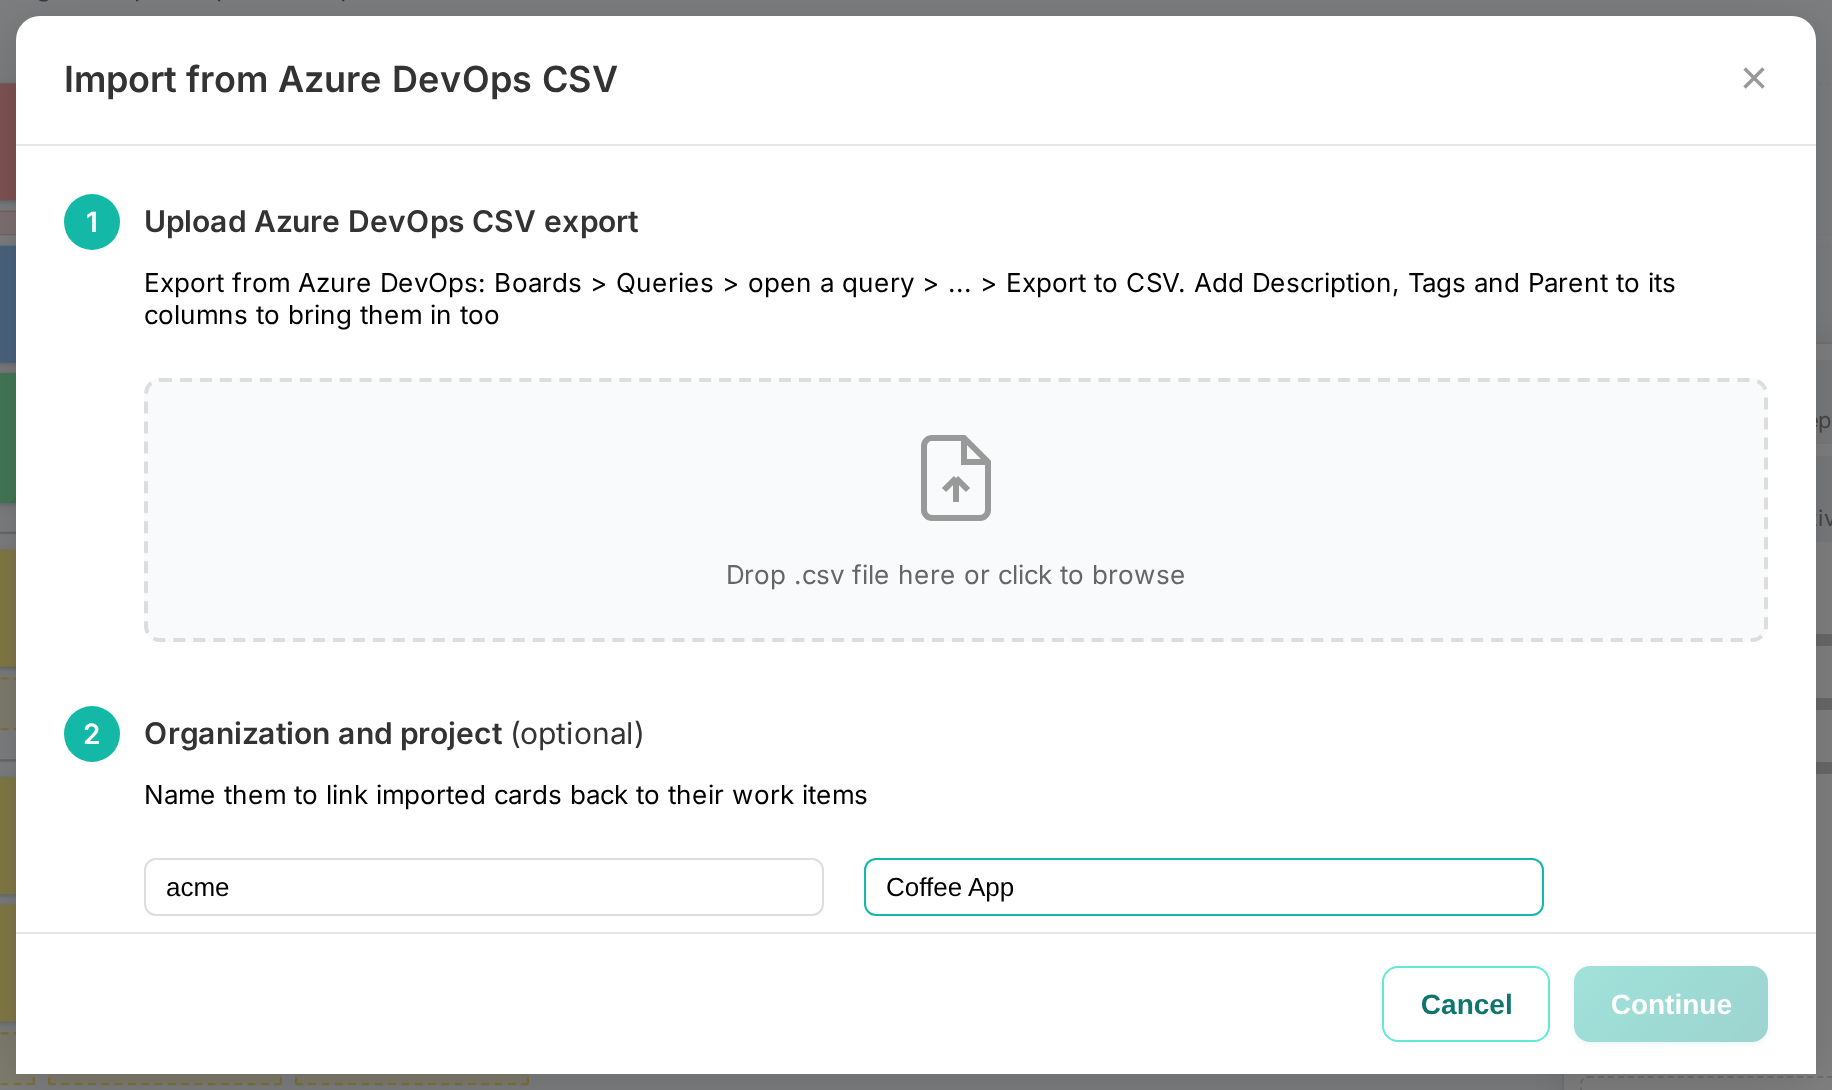 Import from Azure DevOps CSV
1
Upload Azure DevOps CSV export
Export from Azure DevOps: Boards > Queries > open a query > ... > Export to CSV. Add Description, Tags and Parent to its
columns to bring them in too
Drop .csv file here or click to browse
2
Organization and project (optional)
Name them to link imported cards back to their work items
acme
Coffee App
Cancel
Continue